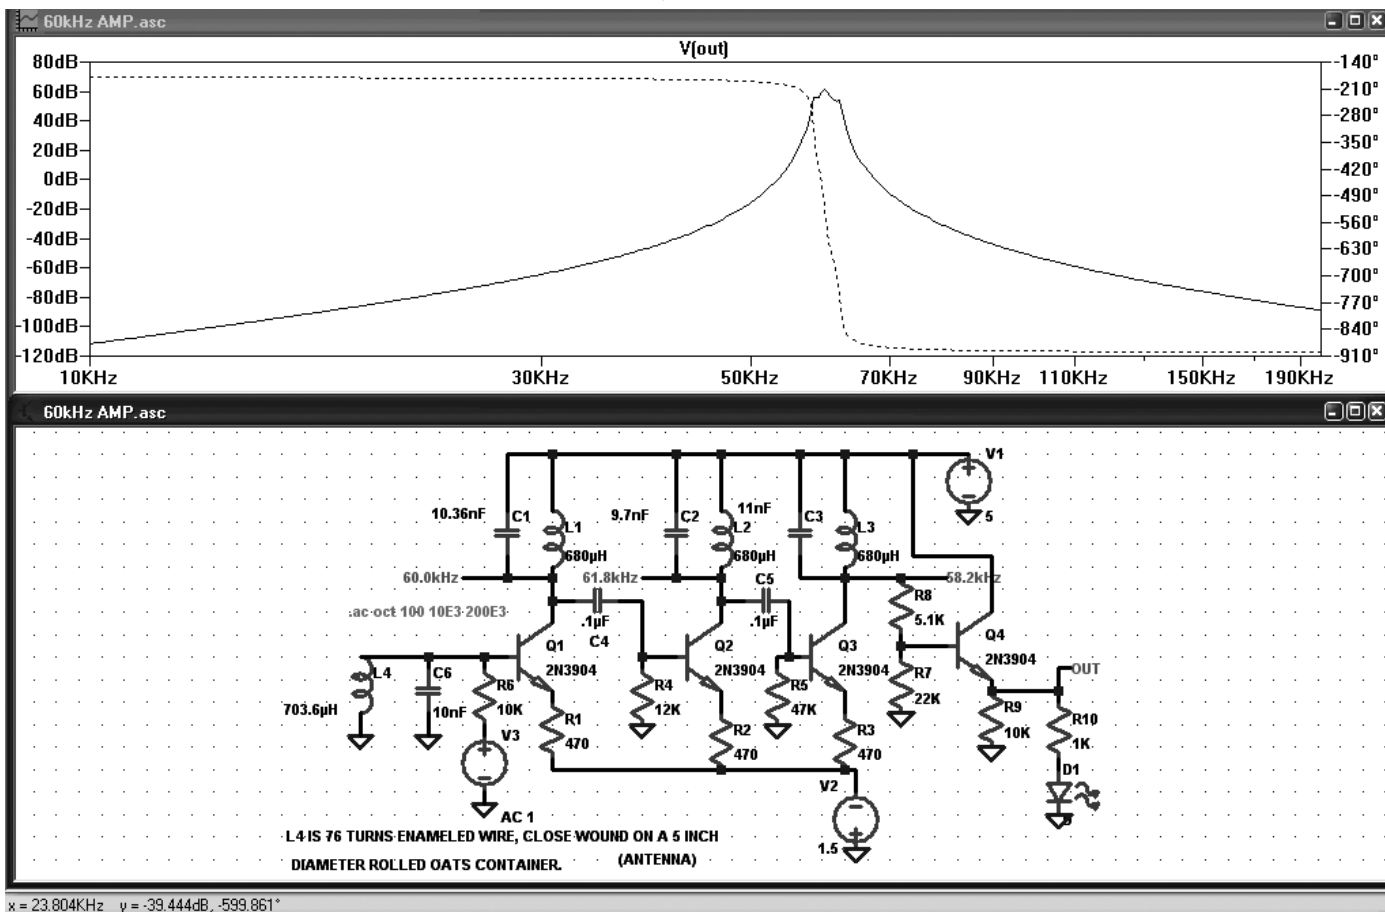 60kHz AMP.asc
V(out)
80dB
60dB
40dB
20dB
0dB
-20dB
-40dB
-60dB
-80dB
-100dB
-120dB
-140°
-210°
-280°
-350°
-420°
-490°
-560°
-630°
-700°
-770°
-840°
-910°
10KHz 30KHz 50KHz 70KHz 90KHz 110KHz 150KHz 190KHz
60kHz AMP.asc
V1
5
10.36nF C1
L1
680µH
9.7nF C2
11nF
L2
680µH
C3
L3
680µH
60.0kHz
61.8kHz
58.2kHz
.ac oct 100 10E3 200E3
.1µF
C4
C5
.1µF
R8
5.1K
Q1
2N3904
Q2
2N3904
Q3
2N3904
Q4
2N3904
OUT
L4
703.6µH
C6
10nF
R6
10K
R4
12K
R5
47K
R7
22K
R9
10K
R10
1K
R1
470
R2
470
R3
470
V3
AC 1
V2
1.5
D1
L4 IS 76 TURNS ENAMELED WIRE, CLOSE WOUND ON A 5 INCH
DIAMETER ROLLED OATS CONTAINER.
(ANTENNA)
x = 23.804KHz y = -39.444dB, -599.861°